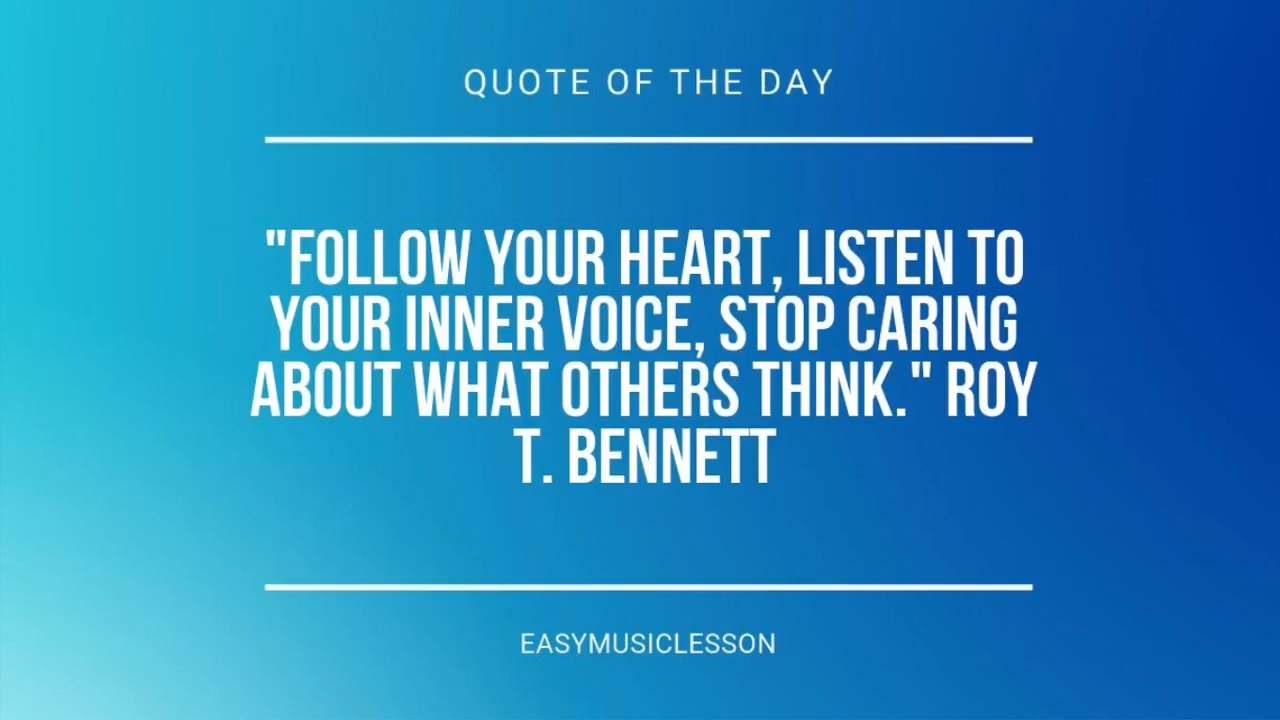 QUOTE OF THE DAY
"FOLLOW YOUR HEART, LISTEN TO
YOUR INNER VOICE, STOP CARING
ABOUT WHAT OTHERS THINK." ROY
T. BENNETT
EASYMUSICLESSON